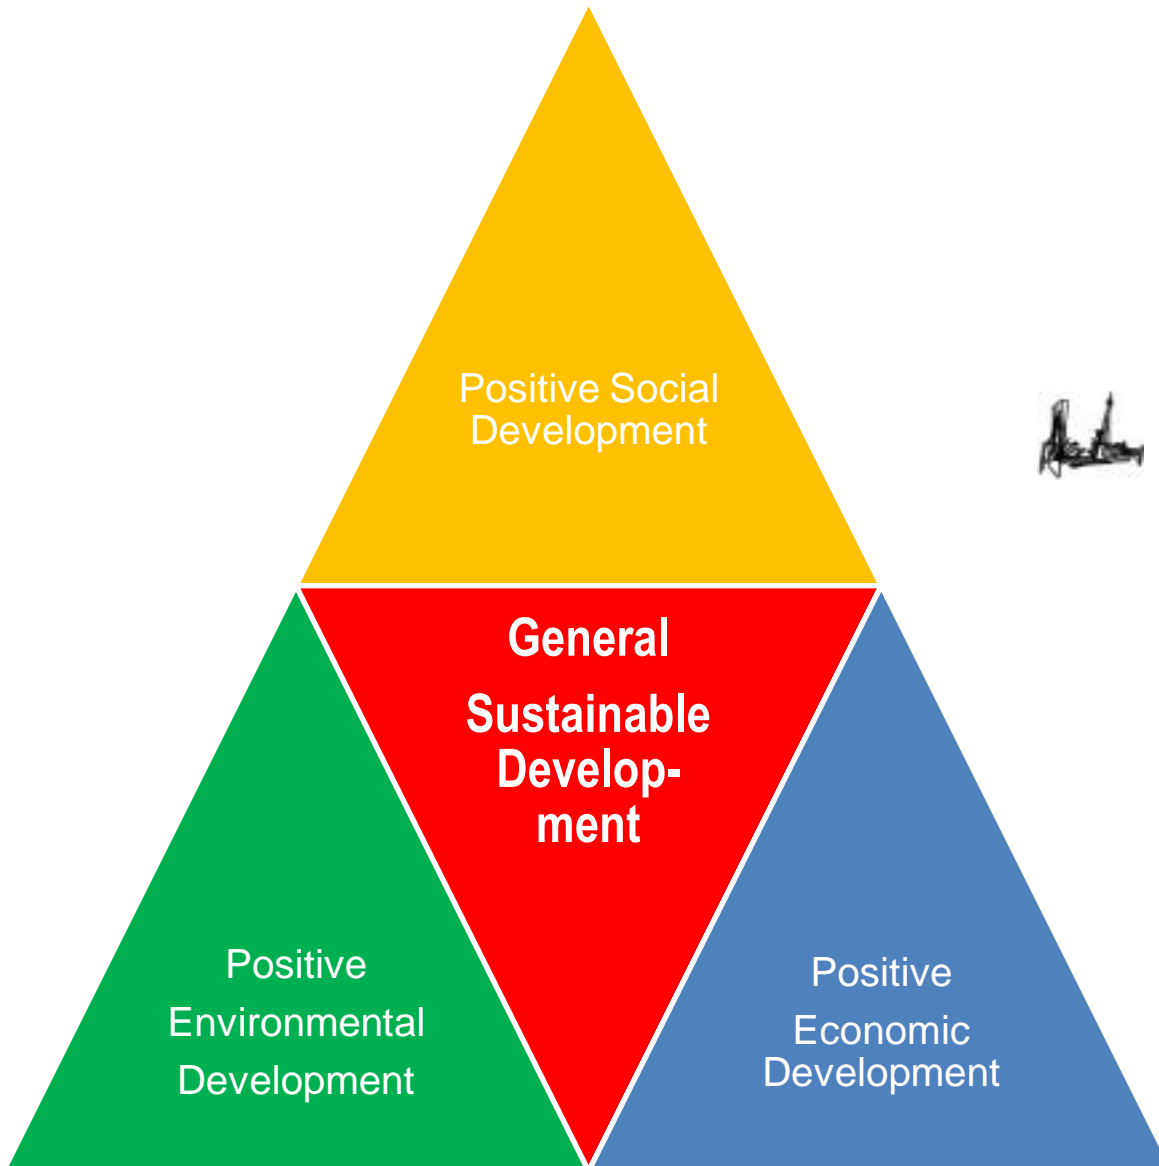 Positive Social
Development
General
Sustainable
Develop-
ment
Positive
Environmental
Development
Positive
Economic
Development